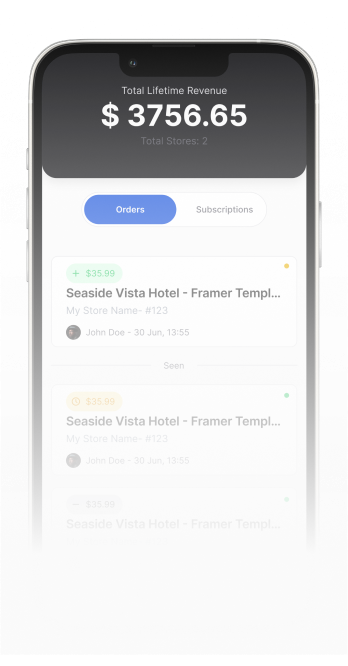 Total Lifetime Revenue
$ 3756.65
Total Stores: 2
Orders
Subscriptions
+ $35.99
Seaside Vista Hotel - Framer Templ...
My Store Name- #123
John Doe - 30 Jun, 13:55
Seen
$35.99
Seaside Vista Hotel - Framer Templ...
My Store Name- #123
John Doe - 30 Jun, 13:55
- $35.99
Seaside Vista Hotel - Framer Templ...